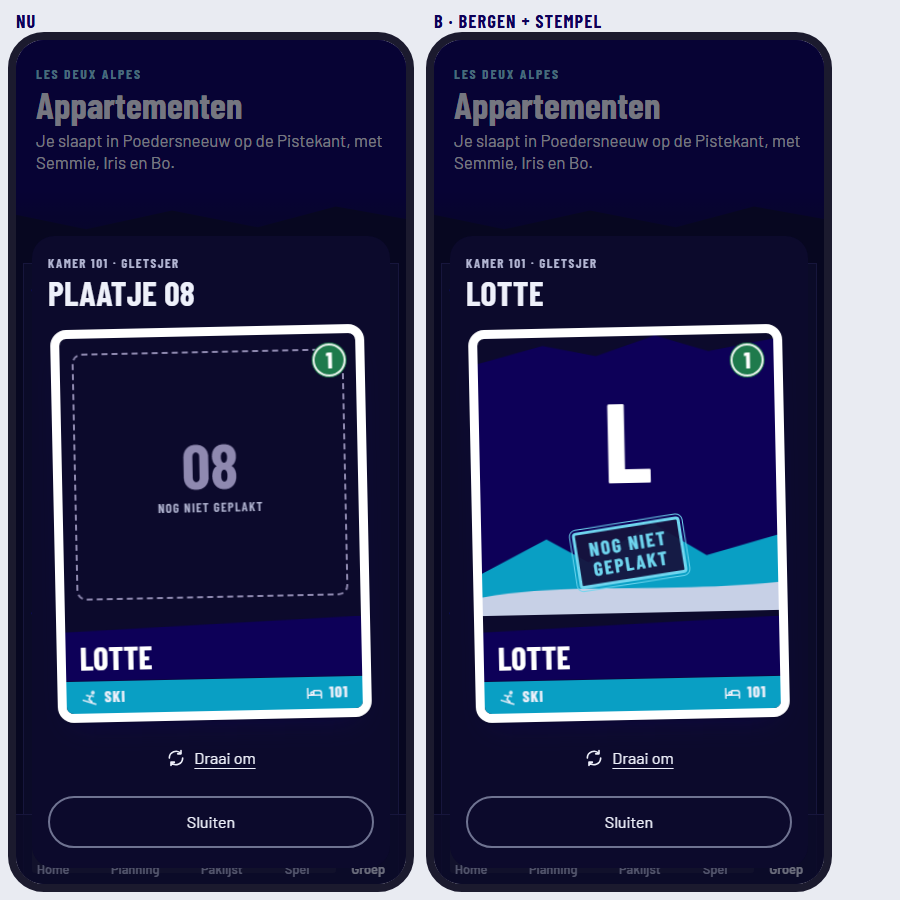 NU
LES DEUX ALPES
Appartementen
Je slaapt in Poedersneeuw op de Pistekant, met
Semmie, Iris en Bo.
KAMER 101 · GLETSJER
PLAATJE 08
1
08
NOG NIET GEPLAKT
LOTTE
SKI
101
Draai om
Sluiten
Home
Planning
Paklijst
Spel
Groep
B · BERGEN + STEMPEL
LES DEUX ALPES
Appartementen
Je slaapt in Poedersneeuw op de Pistekant, met
Semmie, Iris en Bo.
KAMER 101 · GLETSJER
LOTTE
1
L
NOG NIET
GEPLAKT
LOTTE
SKI
101
Draai om
Sluiten
Home
Planning
Paklijst
Spel
Groep